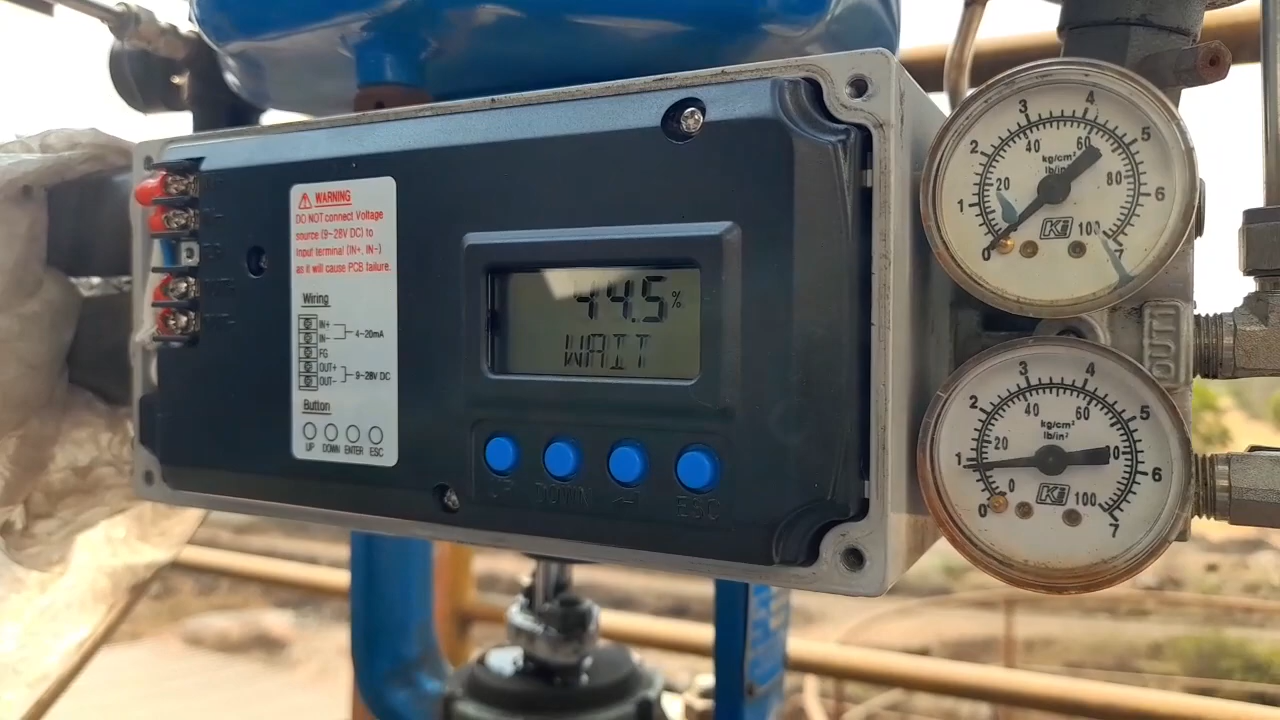 WARNING
DO NOT connect Voltage
source (9~28V DC) to
Input terminal (IN+, IN-)
as it will cause PCB failure.
Wiring
IN+
IN-
4~20mA
FG
OUT+
OUT-
9~28V DC
Button
UP DOWN ENTER ESC
44.5%
WAIT
UP DOWN ESC
0 1 2 3 4 5 6 7
20 40 60 80 100
kg/cm²
lb/in²
OUT1
0 1 2 3 4 5 6 7
0 20 40 60 100
kg/cm²
lb/in²